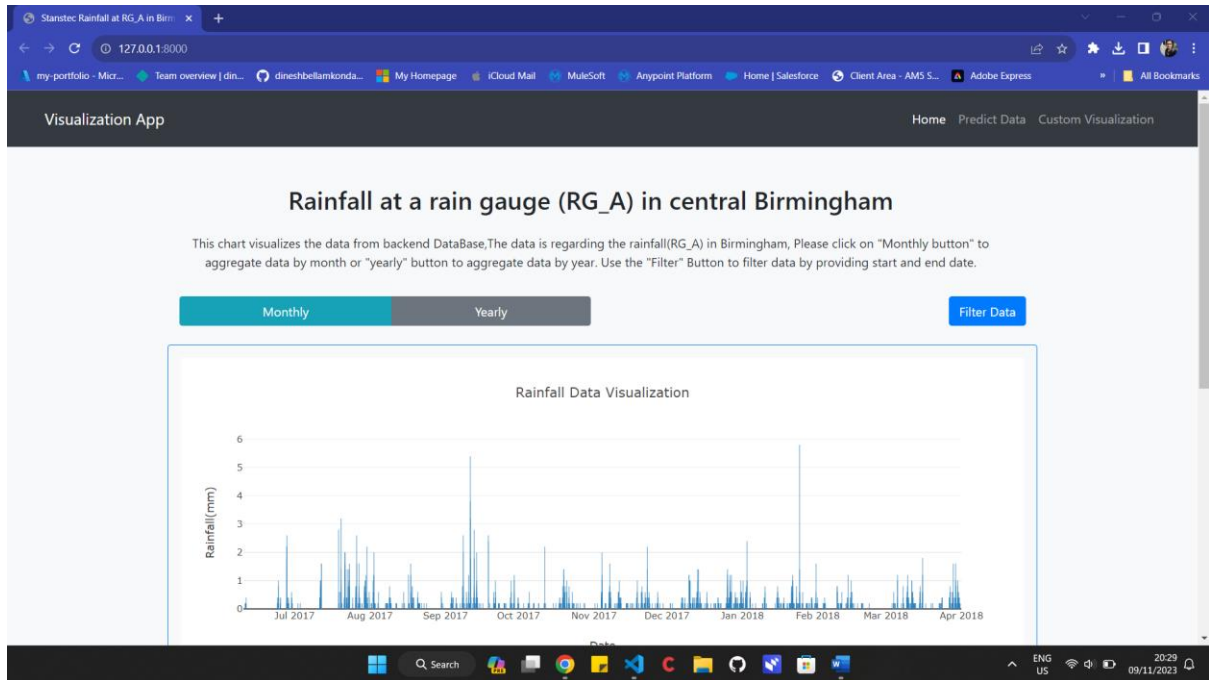 Stanstec Rainfall at RG_A in Birm
127.0.0.1:8000
my-portfolio - Micr... Team overview | din... dineshbellamkonda... My Homepage iCloud Mail MuleSoft Anypoint Platform Home | Salesforce Client Area - AM5 S... Adobe Express » All Bookmarks
Visualization App Home Predict Data Custom Visualization
Rainfall at a rain gauge (RG_A) in central Birmingham
This chart visualizes the data from backend DataBase,The data is regarding the rainfall(RG_A) in Birmingham, Please click on "Monthly button" to
aggregate data by month or "yearly" button to aggregate data by year. Use the "Filter" Button to filter data by providing start and end date.
Monthly Yearly Filter Data
Rainfall Data Visualization
Rainfall(mm)
6
5
4
3
2
1
0
Jul 2017 Aug 2017 Sep 2017 Oct 2017 Nov 2017 Dec 2017 Jan 2018 Feb 2018 Mar 2018 Apr 2018
Date
Search ENG 20:29
US 09/11/2023